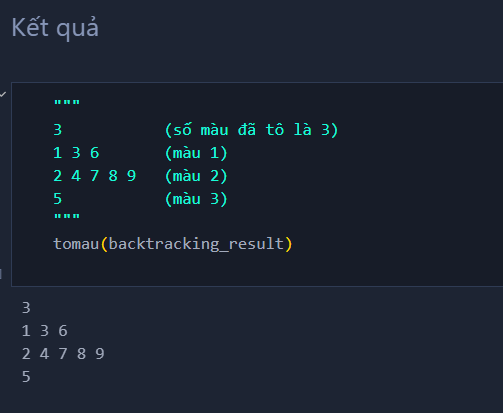 Kết quả
"""
3 (số màu đã tô là 3)
1 3 6 (màu 1)
2 4 7 8 9 (màu 2)
5 (màu 3)
"""
tomau(backtracking_result)
3
1 3 6
2 4 7 8 9
5